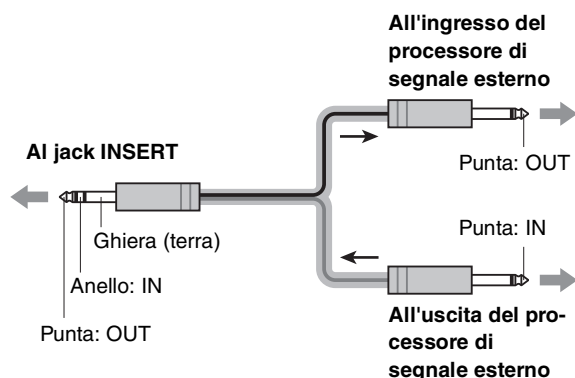 All'ingresso del
processore di
segnale esterno
Al jack INSERT
Punta: OUT
Ghiera (terra)
Punta: IN
Anello: IN
Punta: OUT
All'uscita del pro-
cessore di
segnale esterno